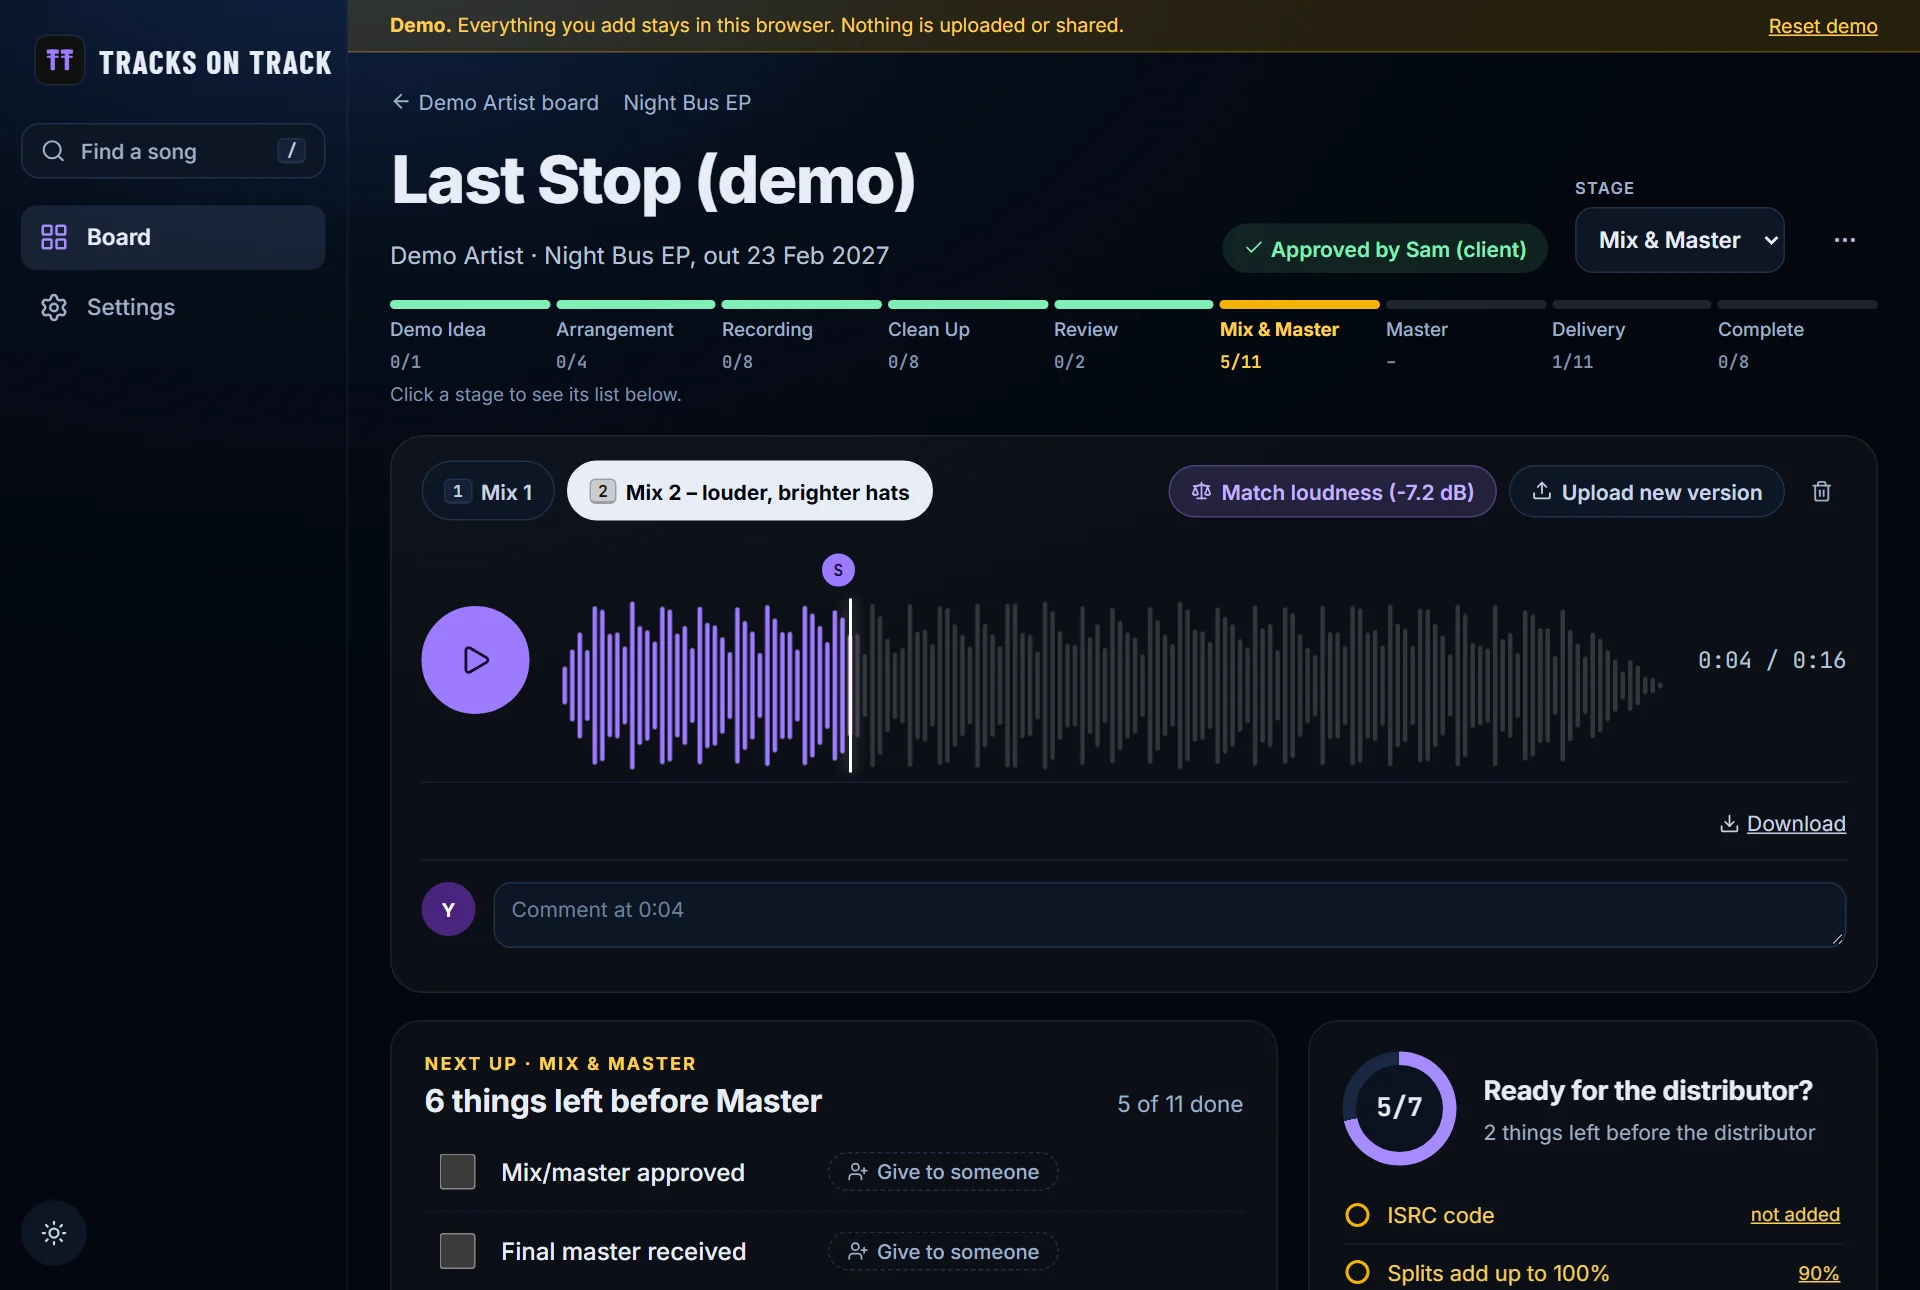 TRACKS ON TRACK
Find a song /
Board
Settings
Demo. Everything you add stays in this browser. Nothing is uploaded or shared.
Reset demo
← Demo Artist board Night Bus EP
Last Stop (demo)
Demo Artist · Night Bus EP, out 23 Feb 2027
Approved by Sam (client)
STAGE
Mix & Master
Demo Idea Arrangement Recording Clean Up Review Mix & Master Master Delivery Complete
0/1 0/4 0/8 0/8 0/2 5/11 – 1/11 0/8
Click a stage to see its list below.
1 Mix 1
2 Mix 2 – louder, brighter hats
Match loudness (-7.2 dB)
Upload new version
S
0:04 / 0:16
Download
Y
Comment at 0:04
NEXT UP · MIX & MASTER
6 things left before Master
5 of 11 done
Mix/master approved Give to someone
Final master received Give to someone
5/7
Ready for the distributor?
2 things left before the distributor
ISRC code not added
Splits add up to 100% 90%